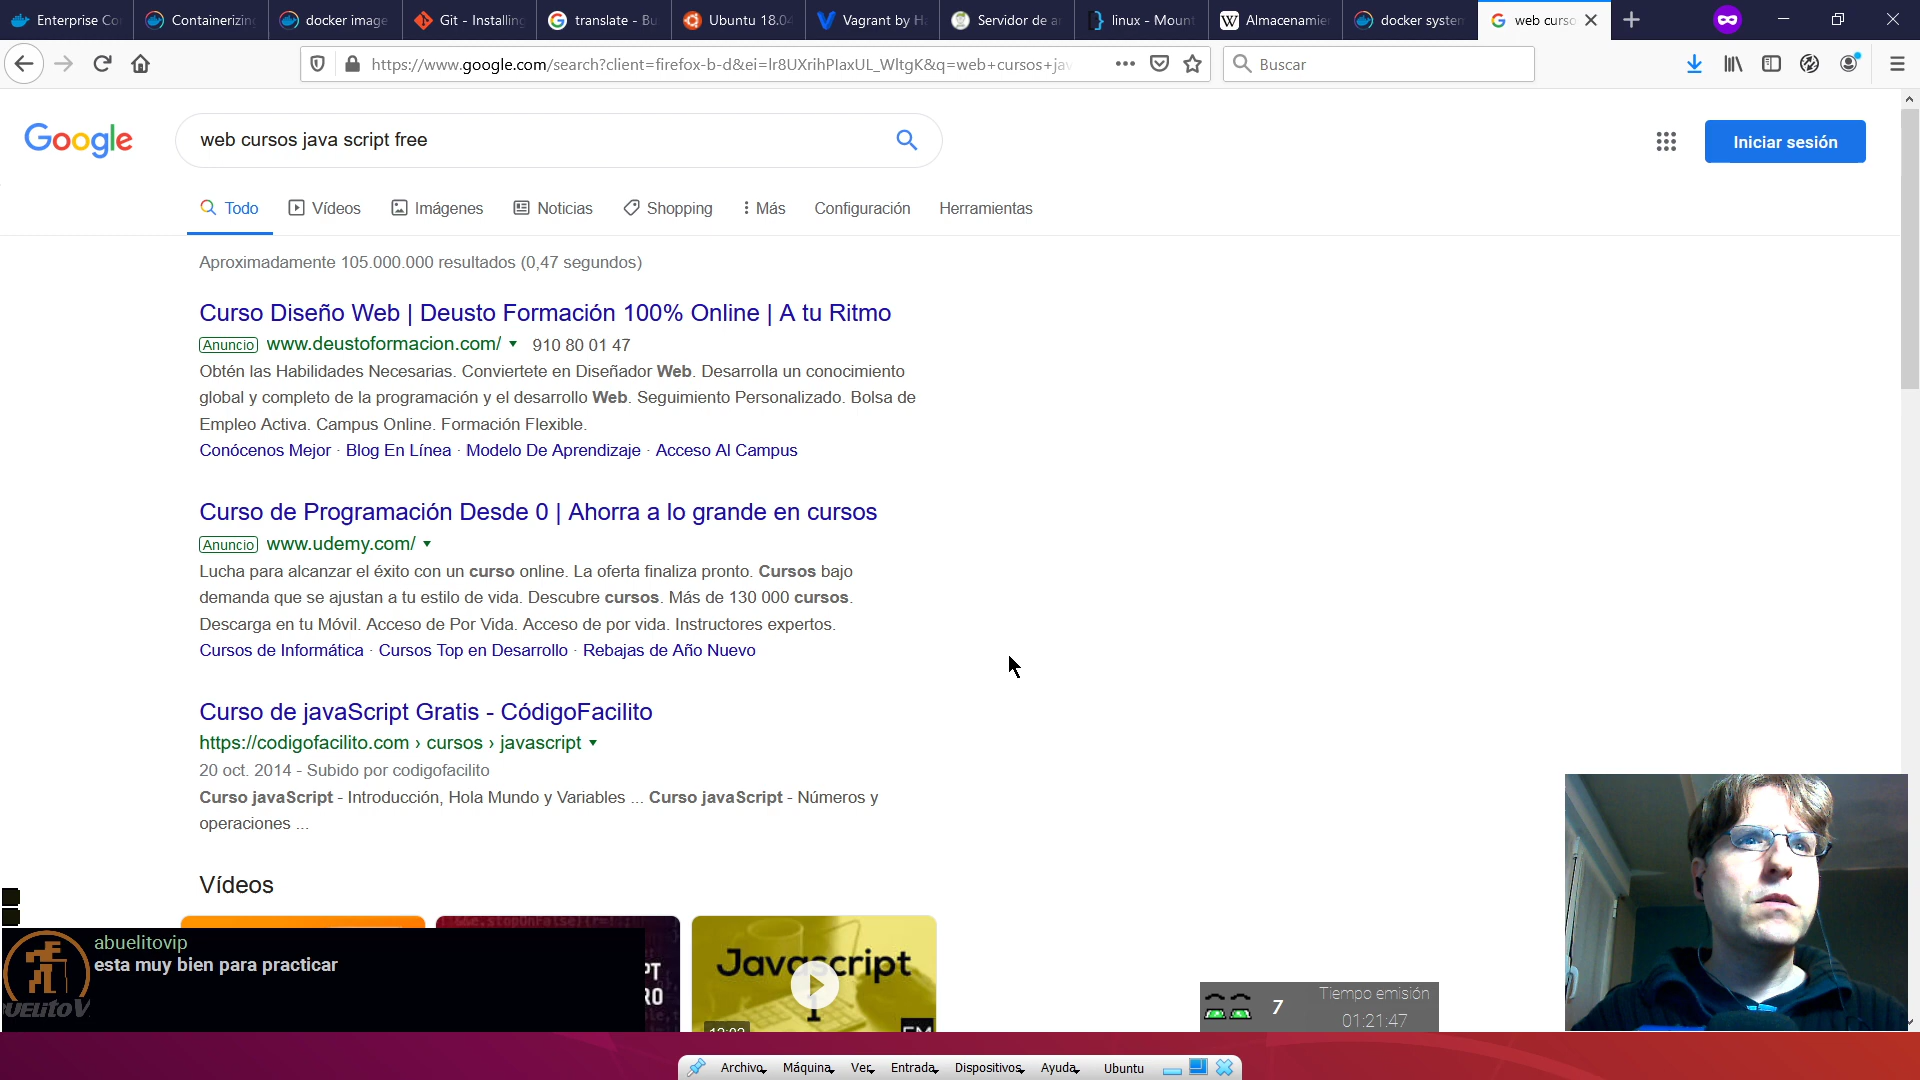 Enterprise Cor
Containerizing
docker image
Git - Installing
translate - Bu
Ubuntu 18.04
Vagrant by Ha
Servidor de ar
linux - Mount
Almacenamien
docker system
web curso
https://www.google.com/search?client=firefox-b-d&ei=Ir8UXrihPIaxUL_WltgK&q=web+cursos+jav
Buscar
Google
web cursos java script free
Iniciar sesión
Todo
Vídeos
Imágenes
Noticias
Shopping
Más
Configuración
Herramientas
Aproximadamente 105.000.000 resultados (0,47 segundos)
Curso Diseño Web | Deusto Formación 100% Online | A tu Ritmo
Anuncio www.deustoformacion.com/ 910 80 01 47
Obtén las Habilidades Necesarias. Conviertete en Diseñador Web. Desarrolla un conocimiento
global y completo de la programación y el desarrollo Web. Seguimiento Personalizado. Bolsa de
Empleo Activa. Campus Online. Formación Flexible.
Conócenos Mejor · Blog En Línea · Modelo De Aprendizaje · Acceso Al Campus
Curso de Programación Desde 0 | Ahorra a lo grande en cursos
Anuncio www.udemy.com/
Lucha para alcanzar el éxito con un curso online. La oferta finaliza pronto. Cursos bajo
demanda que se ajustan a tu estilo de vida. Descubre cursos. Más de 130 000 cursos.
Descarga en tu Móvil. Acceso de Por Vida. Acceso de por vida. Instructores expertos.
Cursos de Informática · Cursos Top en Desarrollo · Rebajas de Año Nuevo
Curso de javaScript Gratis - CódigoFacilito
https://codigofacilito.com › cursos › javascript
20 oct. 2014 - Subido por codigofacilito
Curso javaScript - Introducción, Hola Mundo y Variables ... Curso javaScript - Números y
operaciones ...
Vídeos
abuelitovip
esta muy bien para practicar
UELitoV
PT
RO
Javascript
7
Tiempo emisión
01:21:47
Archivo
Máquina
Ver
Entrada
Dispositivos
Ayuda
Ubuntu